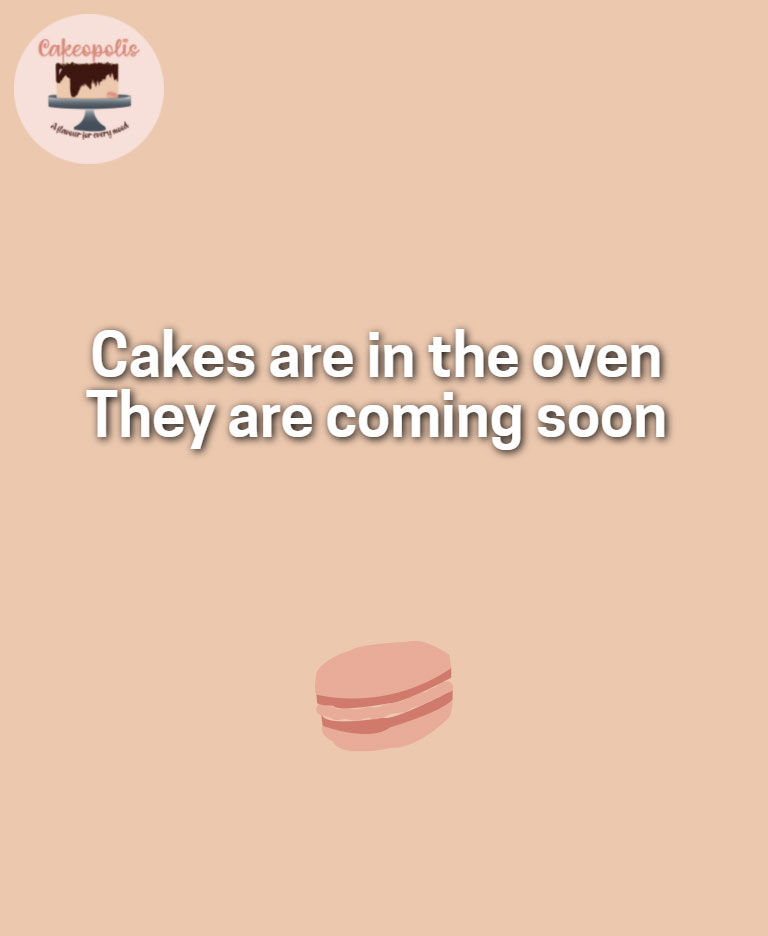 Cakeopolis
A flavour for every mood
Cakes are in the oven
They are coming soon